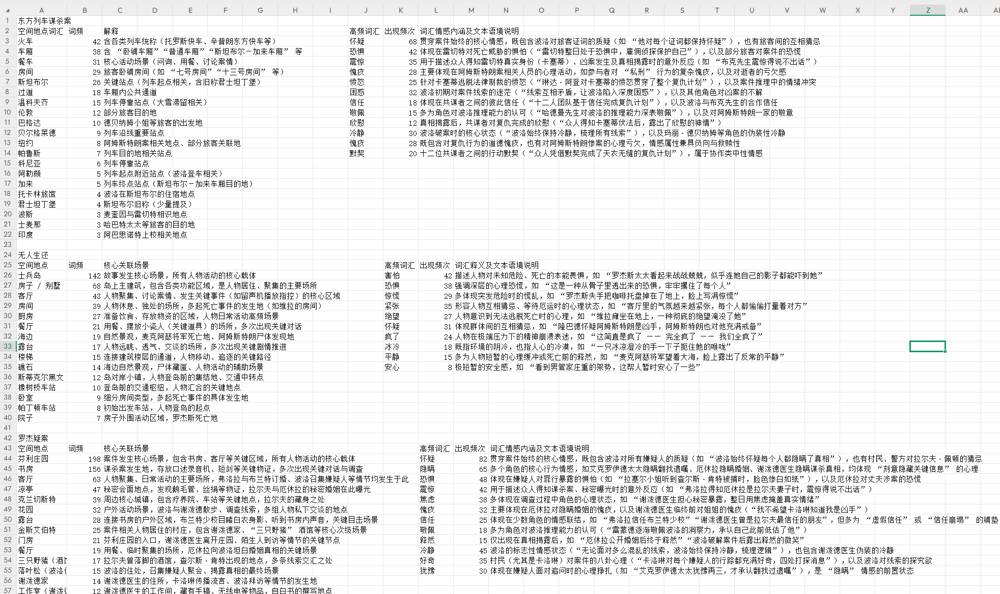 A B C D E F G H I J K L M N O P Q R S T U V W X Y Z AA
1 东方列车谋杀案
2 空间地点词汇 词频 解释 高频词汇 出现频次 词汇情感内涵及文本语境说明
3 火车 42 含各类列车统称（托罗斯快车、辛普朗东方快车等） 怀疑 68 贯穿案件始终的核心情感，既包含波洛对旅客证词的质疑（如 “他对每个证词都保持怀疑”），也有旅客间的互相猜忌
4 车厢 38 含 “卧铺车厢”“普通车厢”“斯坦布尔－加来车厢” 等 恐惧 42 体现在雷切特对死亡威胁的惧怕（“雷切特整日处于恐惧中，雇佣侦探保护自己”），以及部分旅客对案件的恐慌
5 餐车 31 核心活动场景（问询、用餐、讨论案情） 震惊 35 用于描述众人得知雷切特真实身份（卡塞蒂）、凶案发生及真相揭露时的意外反应（如 “布克先生震惊得说不出话”）
6 房间 29 旅客卧铺房间（如 “七号房间”“十三号房间” 等） 愧疚 28 主要体现在阿姆斯特朗案相关人员的心理活动，如参与者对 “私刑” 行为的复杂愧疚，以及对逝者的亏欠感
7 斯坦布尔 26 关键站点（列车起点相关，含旧称君士坦丁堡） 愤怒 25 针对卡塞蒂逃脱法律制裁的愤怒（“琳达·阿登对卡塞蒂的愤怒贯穿了整个复仇计划”），以及案件推理中的情绪冲突
8 过道 18 车厢内公共通道 困惑 32 波洛初期对案件线索的迷茫（“线索互相矛盾，让波洛陷入深度困惑”），以及其他角色对凶案的不解
9 温科夫齐 15 列车停靠站点（大雪滞留相关） 信任 18 体现在共谋者之间的彼此信任（“十二人团队基于信任完成复仇计划”），以及波洛与布克先生的合作信任
10 伦敦 12 部分旅客目的地 敬佩 15 多为角色对波洛推理能力的认可（“哈德曼先生对波洛的推理能力深表敬佩”），以及对阿姆斯特朗一家的敬意
11 巴格达 10 德贝纳姆小姐等旅客的出发地 欣慰 12 真相揭露后，共谋者对复仇完成的欣慰（“众人得知卡塞蒂伏法后，露出了欣慰的神情”）
12 贝尔格莱德 9 列车沿线重要站点 冷静 30 波洛破案时的核心状态（“波洛始终保持冷静，梳理所有线索”），以及玛丽·德贝纳姆等角色的伪装性冷静
13 纽约 8 阿姆斯特朗案相关地点、部分旅客关联地 愧疚 28 既包含对复仇行为的道德愧疚，也有对阿姆斯特朗惨案的心理亏欠，情感属性兼具负向与救赎性
14 帕鲁斯 7 列车目的地相关站点 默契 20 十二位共谋者之间的行动默契（“众人凭借默契完成了天衣无缝的复仇计划”），属于协作类中性情感
15 科尼亚 6 列车停靠站点
16 阿勒颇 5 列车起点附近站点（波洛登车相关）
17 加来 5 列车终点站点（斯坦布尔－加来车厢目的地）
18 托卡林旅馆 4 波洛在斯坦布尔的住宿地点
19 君士坦丁堡 4 斯坦布尔旧称（少量提及）
20 波斯 3 麦奎因与雷切特相识地点
21 士麦那 3 哈巴特太太等旅客的目的地
22 印度 3 阿巴思诺特上校相关地点
23
24 无人生还
25 空间地点 词频 核心关联场景 高频词汇 出现频次 词汇释义及文本语境说明
26 士兵岛 142 故事发生核心场景，所有人物活动的核心载体 害怕 42 描述人物对未知危险、死亡的本能畏惧，如 “罗杰斯太太看起来战战兢兢，似乎连她自己的影子都能吓到她”
27 房子 / 别墅 68 岛上主建筑，包含各类功能区域，是人物居住、聚集的主要场所 恐惧 38 强调深层的心理恐慌，如 “这是一种从骨子里透出来的恐惧，牢牢攫住了每个人”
28 客厅 43 人物聚集、讨论案情、发生关键事件（如留声机播放指控）的核心区域 惊慌 29 多体现突发危险时的慌乱，如 “罗杰斯失手把咖啡托盘掉在了地上，脸上写满惊慌”
29 房间 39 人物休息、独处的场所，多起死亡事件的发生地（如维拉的房间） 紧张 35 形容人物互相猜忌、等待厄运时的心理状态，如 “客厅里的气氛越来越紧张，每个人都偷偷打量着对方”
30 厨房 27 准备饮食、存放物资的区域，人物日常活动高频场景 绝望 27 人物意识到无法逃脱死亡时的心理，如 “维拉瘫坐在地上，一种彻底的绝望淹没了她”
31 餐厅 21 用餐、摆放小瓷人（关键道具）的场所，多次出现关键对话 怀疑 31 体现群体间的互相猜忌，如 “隆巴德怀疑阿姆斯特朗是凶手，阿姆斯特朗也对他充满戒备”
32 海边 19 自然景观，麦克阿瑟将军死亡地、阿姆斯特朗尸体发现地 疯了 24 人物在极端压力下的精神崩溃表述，如 “这简直是疯了 —— 完全疯了 —— 我们全疯了”
33 露台 17 人物远眺、透气、交谈的场所，多次出现关键剧情推进 冰冷 18 既指环境的阴冷，也指人心的冷漠，如 “一只冰凉湿冷的手一下子扼住她的喉咙”
34 楼梯 15 连接建筑楼层的通道，人物移动、追逐的关键路径 平静 15 多为人物短暂的心理缓冲或死亡前的释然，如 “麦克阿瑟将军望着大海，脸上露出了反常的平静”
35 礁石 14 海边自然景观，尸体藏匿、人物活动的辅助场景 安心 8 极短暂的安全感，如 “看到男管家庄重的架势，这帮人暂时安心了一些”
36 斯蒂克尔黑文 12 岛对岸小镇，人物登岛前的集结地、交通中转点
37 橡树桥车站 10 登岛前的交通枢纽，人物汇合的关键地点
38 卧室 9 细分房间类型，多起死亡事件的具体发生地
39 帕丁顿车站 8 初始出发车站，人物登岛的起点
40 院子 7 房子外围活动区域，罗杰斯死亡地
41
42 罗杰疑案
43 空间地点 词频 核心关联场景 高频词汇 出现频次 词汇情感内涵及文本语境说明
44 芬利庄园 198 案件发生核心场景，包含书房、客厅等关键区域，所有人物活动的核心载体 怀疑 82 贯穿案件始终的核心情感，既包含波洛对所有嫌疑人的质疑（如 “波洛始终怀疑每个人都隐瞒了真相”），也有村民、警方对拉尔夫·佩顿的猜忌
45 书房 156 谋杀案发生地，存放口述录音机、短剑等关键物证，多次出现关键对话与调查 隐瞒 65 多个角色的核心行为情感，如艾克罗伊德太太隐瞒翻找遗嘱、厄休拉隐瞒婚姻、谢泼德医生隐瞒谋杀真相，均体现 “刻意隐藏关键信息” 的心理
46 客厅 63 人物聚集、日常活动的主要场所，弗洛拉与布兰特订婚、波洛召集嫌疑人等情节均发生于此 恐惧 48 体现在嫌疑人对罪行暴露的惧怕（如 “拉塞尔小姐听到查尔斯·肯特被捕时，脸色惨白如纸”），以及厄休拉对丈夫涉案的恐慌
47 凉亭 47 秘密会面地点，发现鹅毛管、丝绢等物证，拉尔夫与厄休拉的秘密婚姻在此曝光 震惊 42 用于描述众人得知谋杀案、秘密曝光时的意外反应（如 “弗洛拉得知厄休拉是拉尔夫妻子时，震惊得说不出话”）
48 克兰切斯特 39 周边核心城镇，包含疗养院、车站等关键地点，拉尔夫的藏身之处 焦虑 38 多体现在调查过程中角色的心理状态，如 “谢泼德医生担心秘密暴露，整日用焦虑掩盖真实情绪”
49 花园 32 户外活动场景，波洛与谢泼德散步、调查线索，多组人物私下交谈的地点 愧疚 32 主要体现在厄休拉对隐瞒婚姻的愧疚，以及谢泼德医生临终前对姐姐的愧疚（“我不希望卡洛琳知道我是凶手”）
50 露台 28 连接书房的户外区域，布兰特少校目睹白衣身影、听到书房内声音，关键目击场景 信任 25 体现在少数角色的情感联结，如 “弗洛拉信任布兰特少校”“谢泼德医生曾是拉尔夫最信任的朋友”，但多为 “虚假信任” 或 “信任崩塌” 的铺垫
51 金斯艾伯特 25 案件相关人物居住的村庄，包含谢泼德家、“三只野猪” 酒馆等核心次级场景 敬佩 18 多为角色对波洛推理能力的认可（“雷蒙德逐渐敬佩波洛的洞察力，承认自己此前低估了他”）
52 门房 21 芬利庄园的入口，谢泼德医生离开庄园、陌生人到访等情节的关键节点 释然 15 仅出现在真相揭露后，如 “厄休拉公开婚姻后终于释然”“波洛破解案件后露出释然的微笑”
53 餐厅 19 用餐、临时聚集的场所，厄休拉向波洛坦白婚姻真相的关键场景 冷静 45 波洛的标志性情感状态（“无论面对多么混乱的线索，波洛始终保持冷静，梳理逻辑”），也包含谢泼德医生伪装的冷静
54 三只野猪（酒 17 拉尔夫曾落脚的酒馆，查尔斯·肯特出现的地点，多条线索交汇之处 好奇 35 村民（尤其是卡洛琳）对案件的八卦心理（“卡洛琳对每个嫌疑人的行踪都充满好奇，四处打探消息”），以及波洛对线索的探究欲
55 落叶松（波洛 15 波洛的住处，召集嫌疑人聚会、揭露真相的最终场景 犹豫 30 体现在嫌疑人面对追问时的心理挣扎（如 “艾克罗伊德太太犹豫再三，才承认翻找过遗嘱”），是 “隐瞒” 情感的前置状态
56 谢泼德家 14 谢泼德医生的住所，卡洛琳传播流言、波洛拜访等情节的发生地
57 工作室（谢泼 12 谢泼德医生的工作间，藏有手稿、无线电等物品，自白书的撰写地点